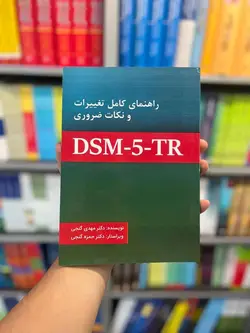 راهنمای کامل تغییرات
و نکات ضروری
DSM-5-TR
نویسنده: دکتر مهدی گنجی
ویراستار: دکتر حمزه گنجی